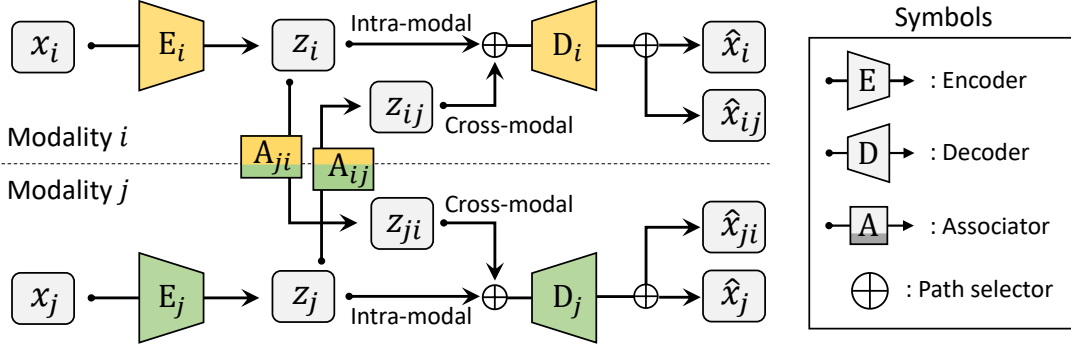 Symbols
x_i
E_i
z_i
Intra-modal
D_i
x̂_i
z_ij
Cross-modal
x̂_ij
Modality i
A_ji
A_ij
Modality j
z_ji
Cross-modal
x̂_ji
x_j
E_j
z_j
Intra-modal
D_j
x̂_j
E : Encoder
D : Decoder
A : Associator
: Path selector